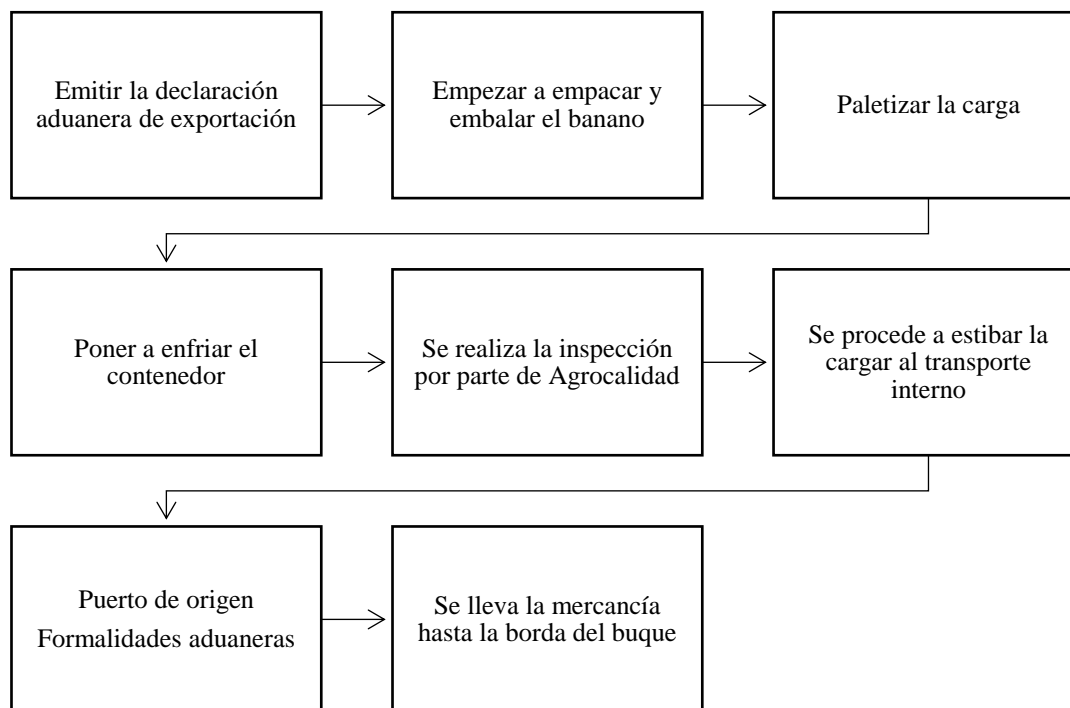 Emitir la declaración
aduanera de exportación
Empezar a empacar y
embalar el banano
Paletizar la carga
Poner a enfriar el
contenedor
Se realiza la inspección
por parte de Agrocalidad
Se procede a estibar la
cargar al transporte
interno
Puerto de origen
Formalidades aduaneras
Se lleva la mercancía
hasta la borda del buque